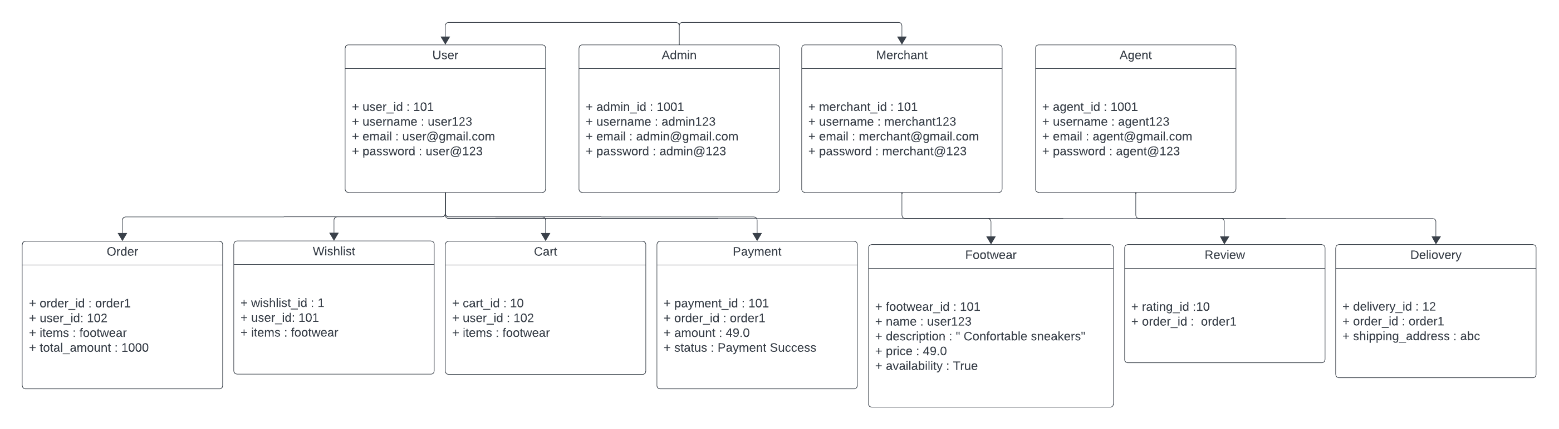 User
+ user_id : 101
+ username : user123
+ email : user@gmail.com
+ password : user@123
Admin
+ admin_id : 1001
+ username : admin123
+ email : admin@gmail.com
+ password : admin@123
Merchant
+ merchant_id : 101
+ username : merchant123
+ email : merchant@gmail.com
+ password : merchant@123
Agent
+ agent_id : 1001
+ username : agent123
+ email : agent@gmail.com
+ password : agent@123
Order
+ order_id : order1
+ user_id: 102
+ items : footwear
+ total_amount : 1000
Wishlist
+ wishlist_id : 1
+ user_id: 101
+ items : footwear
Cart
+ cart_id : 10
+ user_id : 102
+ items : footwear
Payment
+ payment_id : 101
+ order_id : order1
+ amount : 49.0
+ status : Payment Success
Footwear
+ footwear_id : 101
+ name : user123
+ description : " Confortable sneakers"
+ price : 49.0
+ availability : True
Review
+ rating_id :10
+ order_id :  order1
Deliovery
+ delivery_id : 12
+ order_id : order1
+ shipping_address : abc